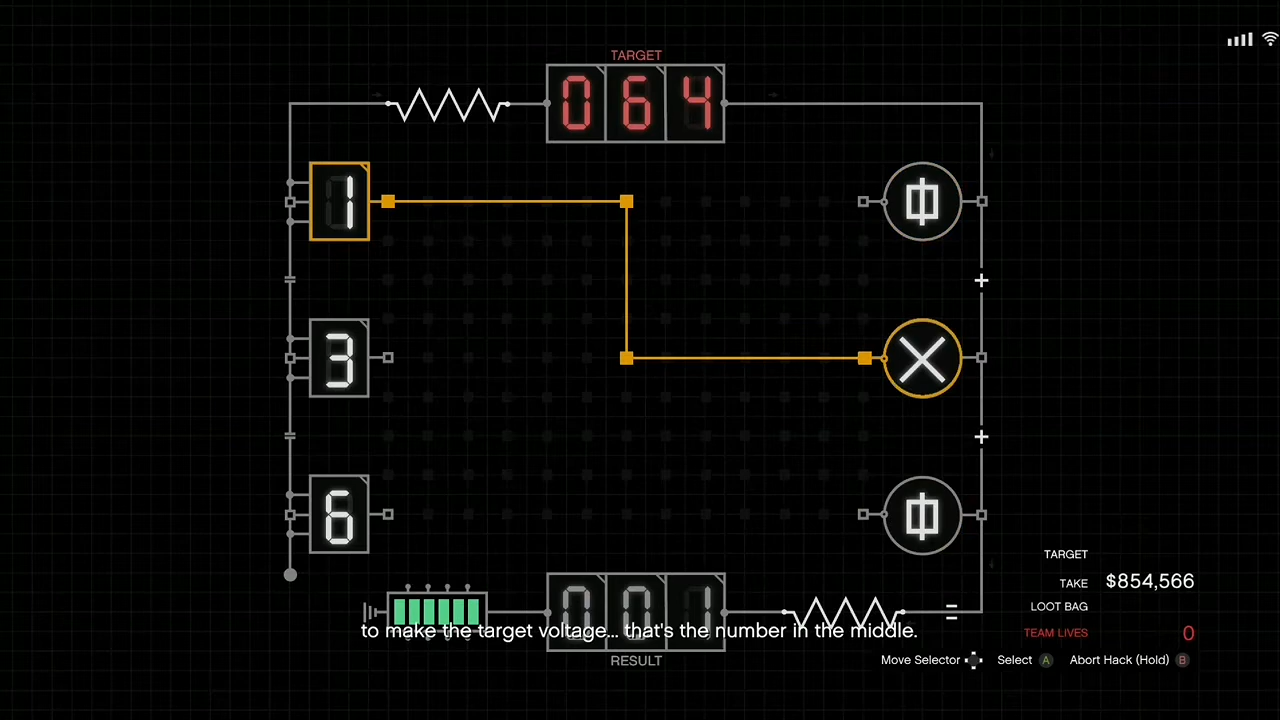 TARGET
064
1
3
6
001
to make the target voltage... that's the number in the middle.
RESULT
TARGET
TAKE $854,566
LOOT BAG
TEAM LIVES 0
Move Selector Select A Abort Hack (Hold) B